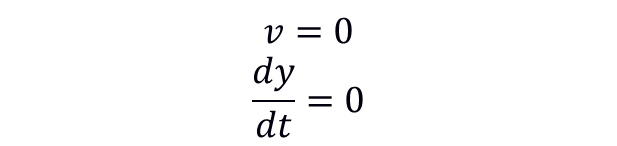 v = 0
dy/dt = 0